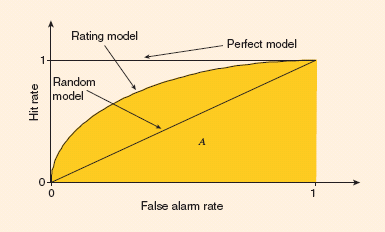 Rating model
Perfect model
1
Random
model
Hit rate
A
0
0
1
False alarm rate